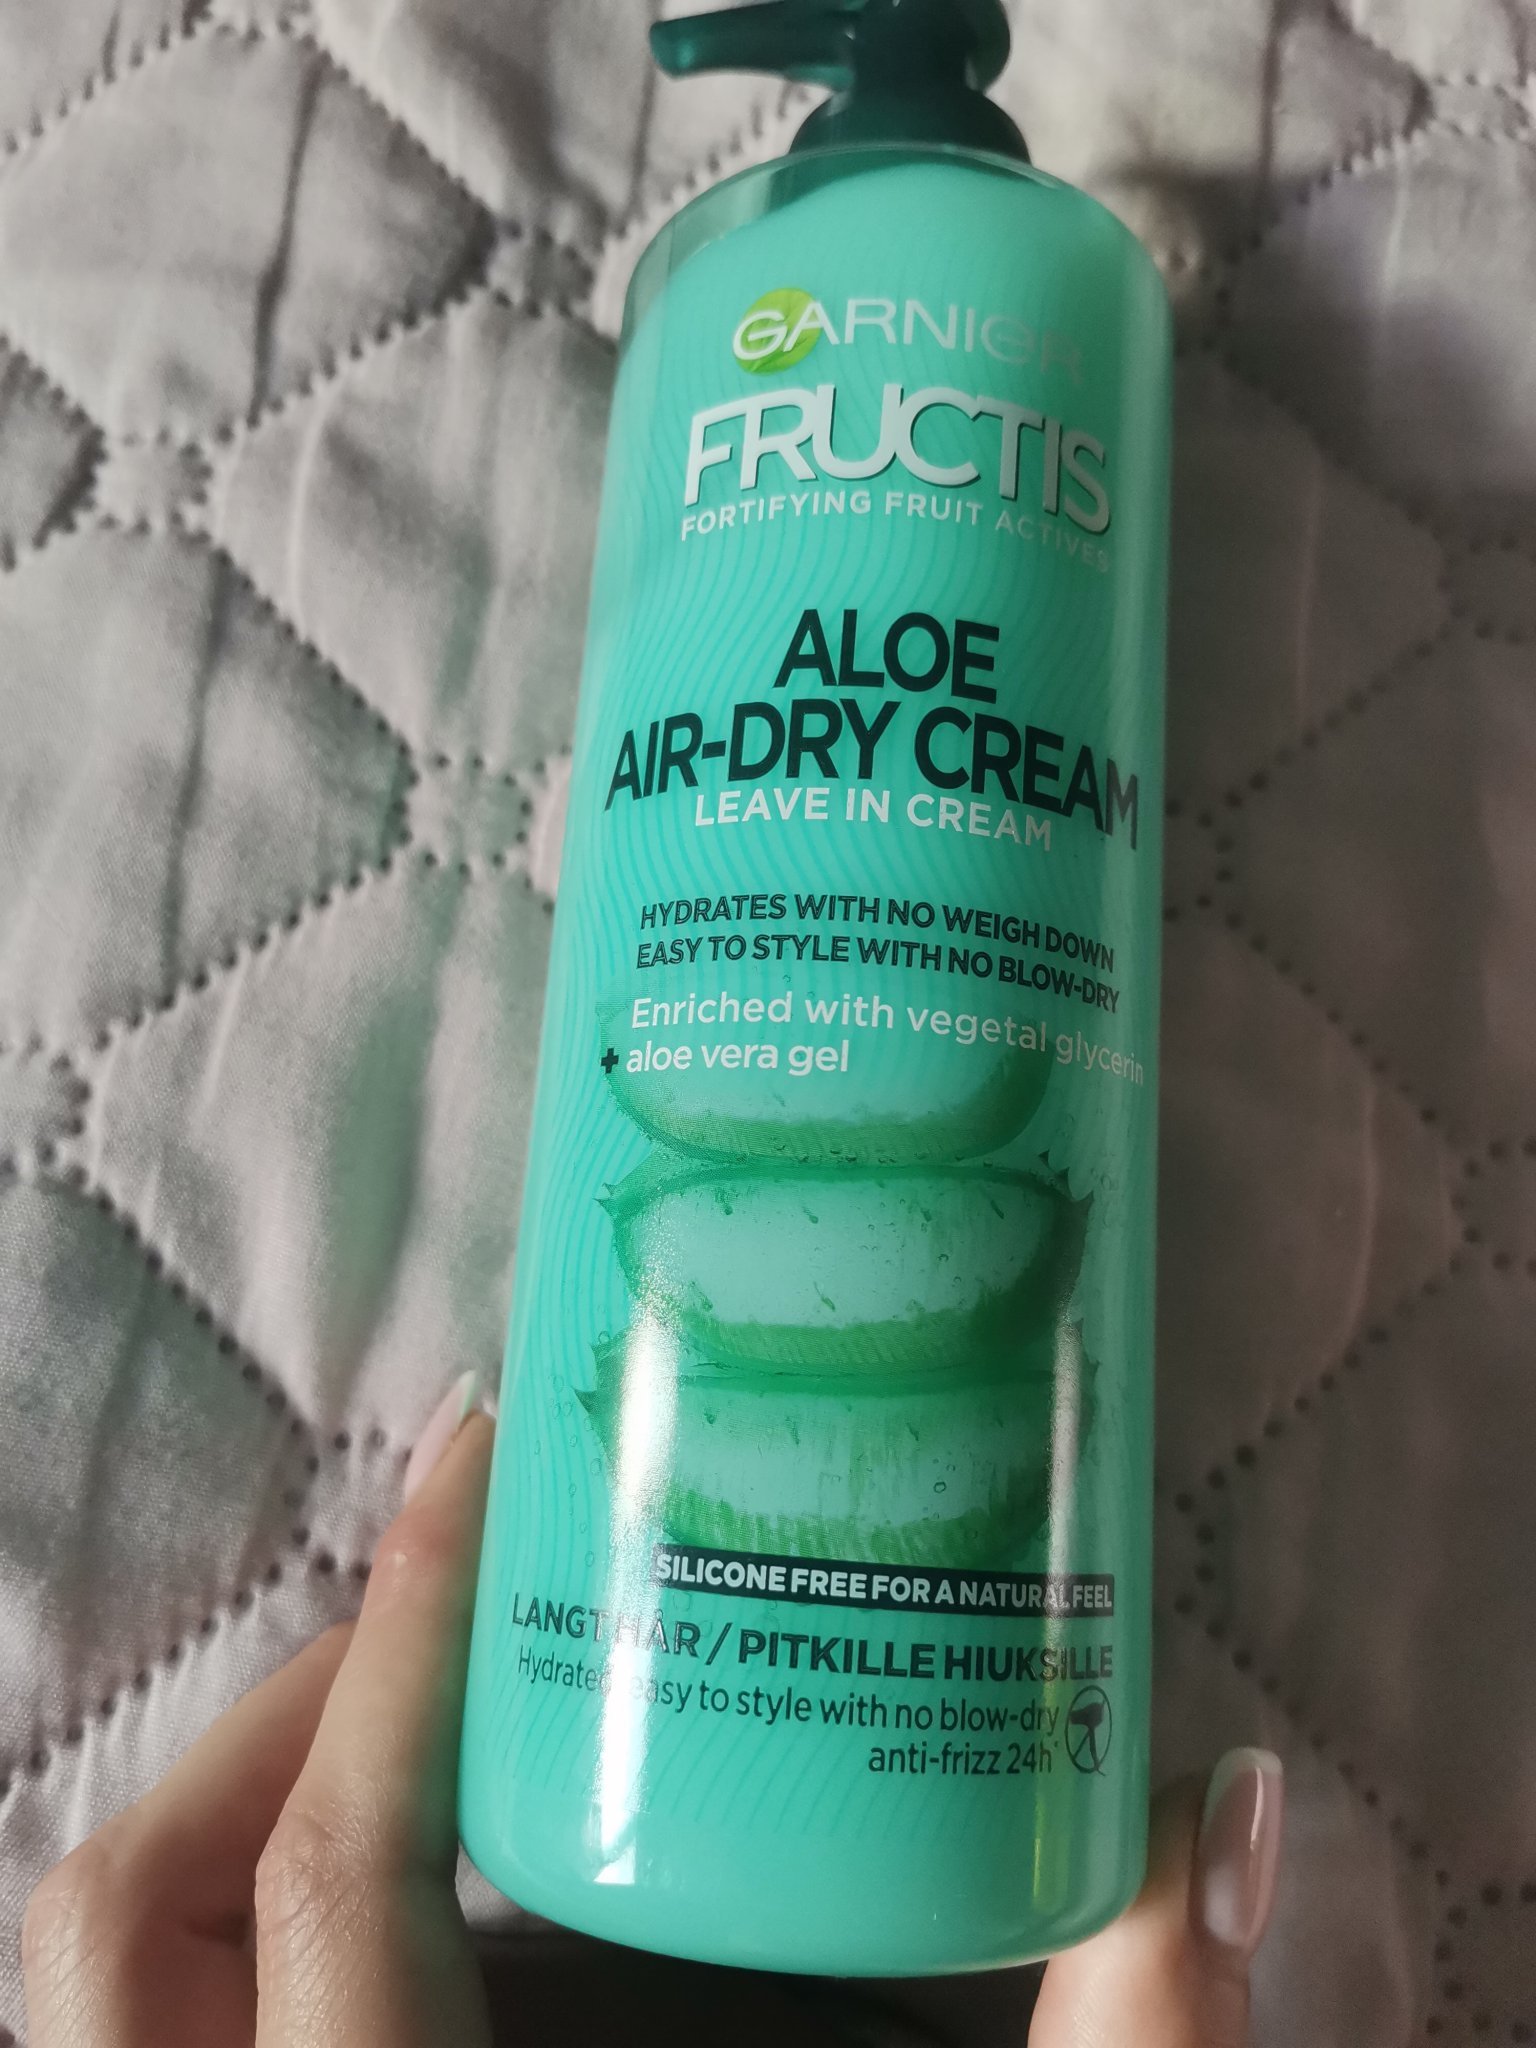 GARNIER
FRUCTIS
FORTIFYING FRUIT ACTIVES
ALOE
AIR-DRY CREAM
LEAVE IN CREAM
HYDRATES WITH NO WEIGH DOWN
EASY TO STYLE WITH NO BLOW-DRY
Enriched with vegetal glycerin
+ aloe vera gel
SILICONE FREE FOR A NATURAL FEEL
LANGT HÅR / PITKILLE HIUKSILLE
Hydrated, easy to style with no blow-dry
anti-frizz 24h*